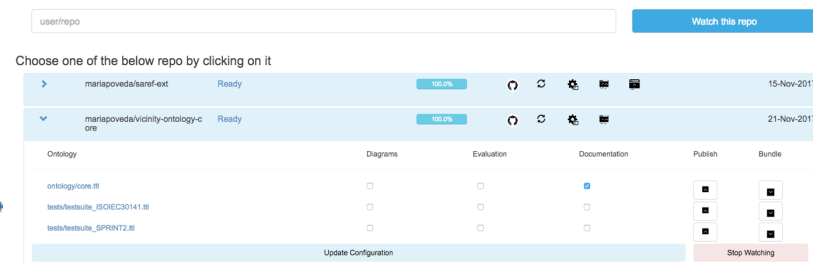 user/repo
Watch this repo
Choose one of the below repo by clicking on it
mariapoveda/saref-ext Ready 100.0% 15-Nov-2017
mariapoveda/vicinity-ontology-c Ready 100.0% 21-Nov-2017
ore
Ontology Diagrams Evaluation Documentation Publish Bundle
ontology/core.ttl
tests/testsuite_ISOIEC30141.ttl
tests/testsuite_SPRINT2.ttl
Update Configuration Stop Watching